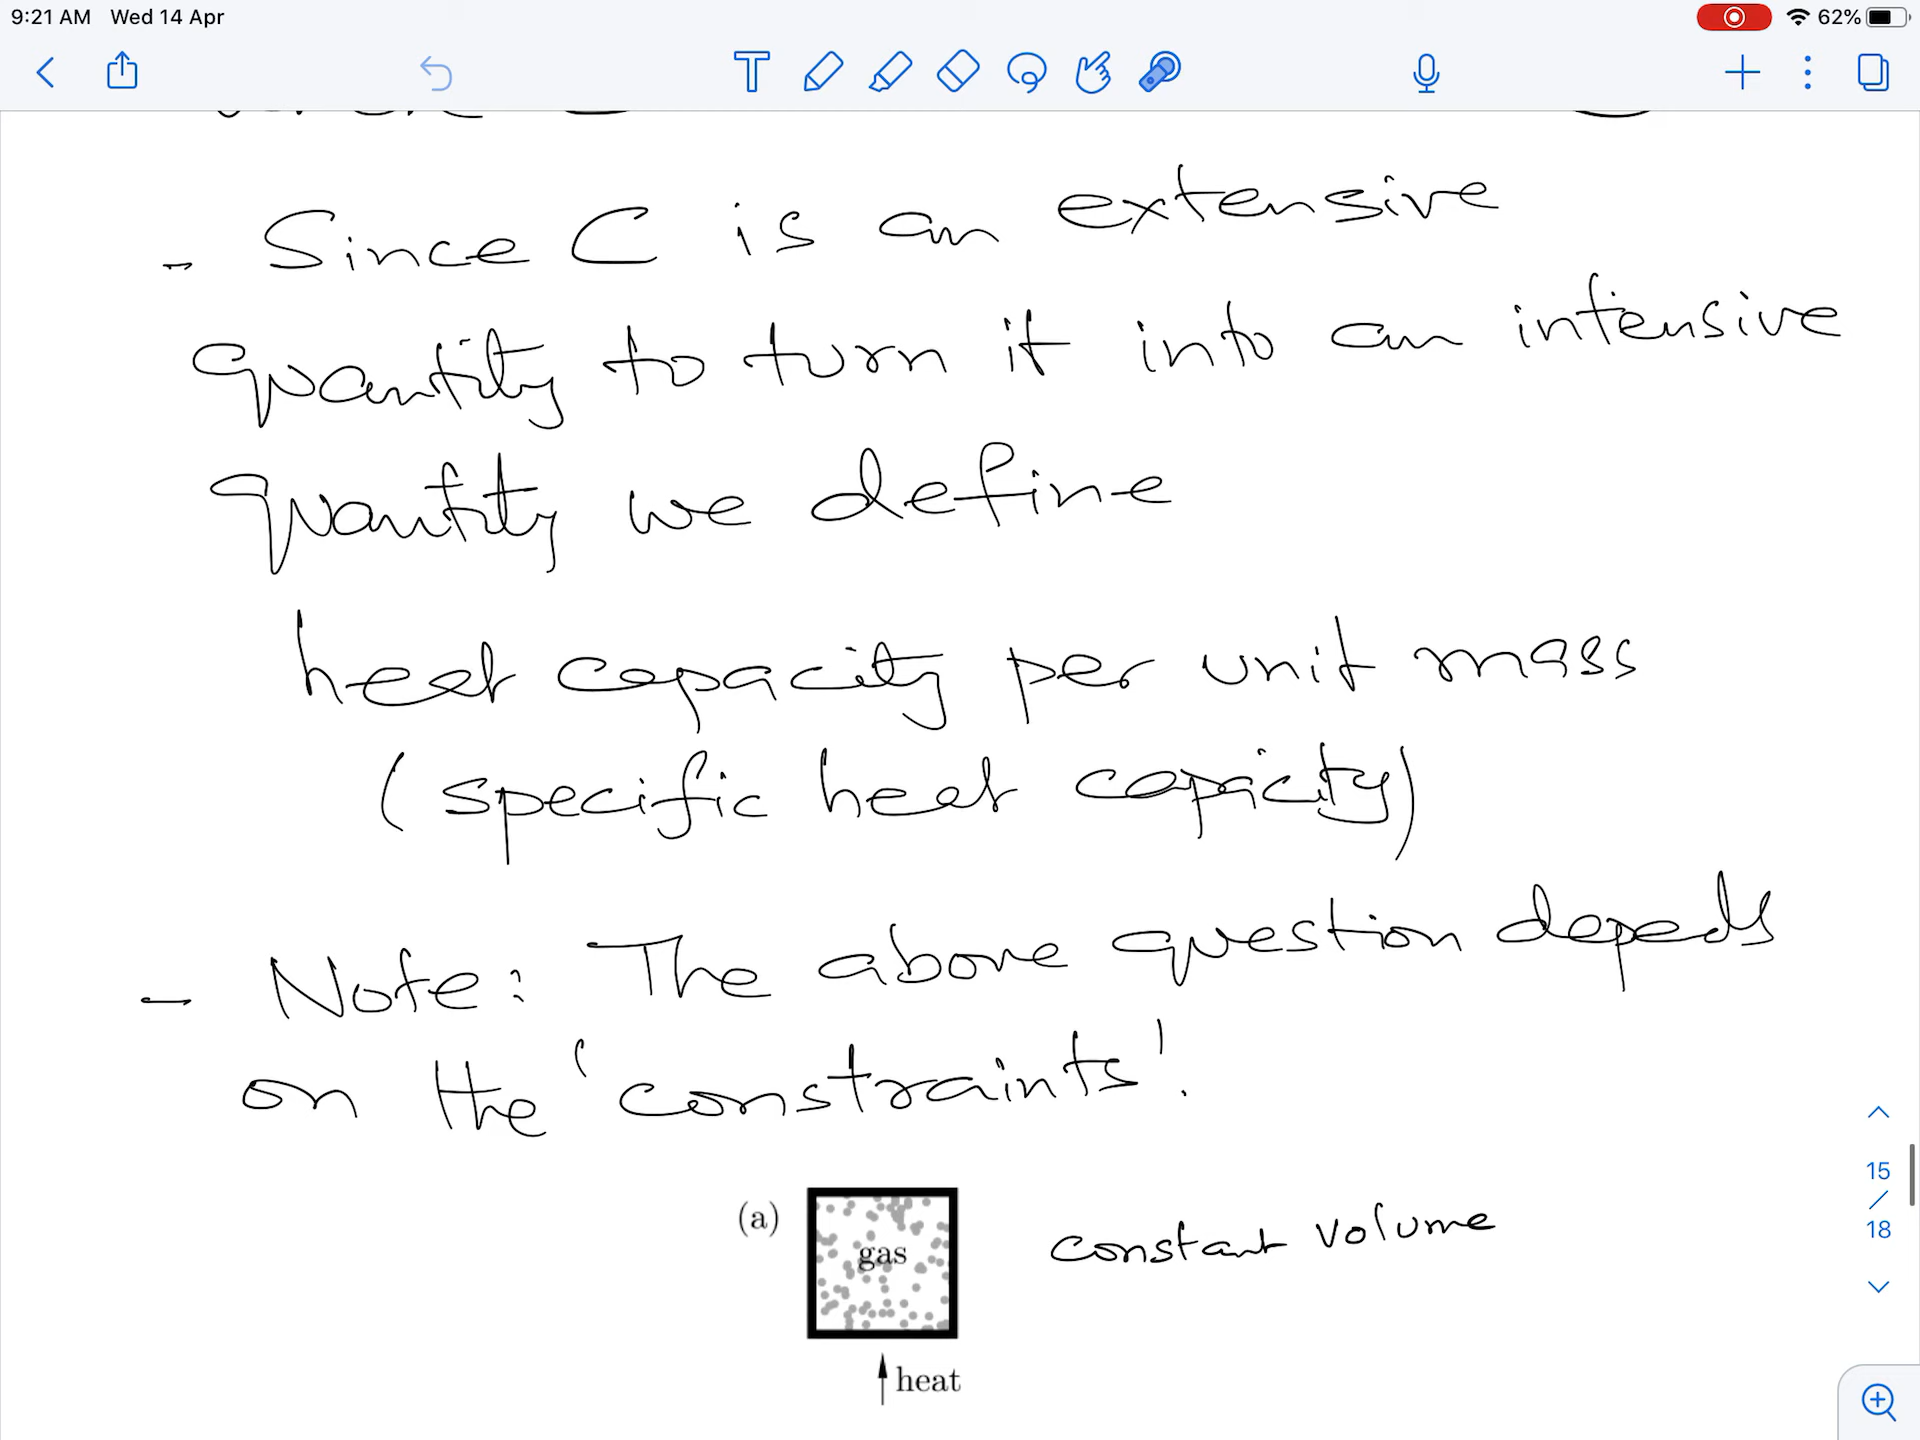 9:21 AM Wed 14 Apr
62%
- Since C is an extensive
quantity to turn it into an intensive
quantity we define
heat capacity per unit mass
(specific heat capicity)
- Note: The above question depeds
on the 'constraints'.
(a) gas constant volume
heat
15
/
18